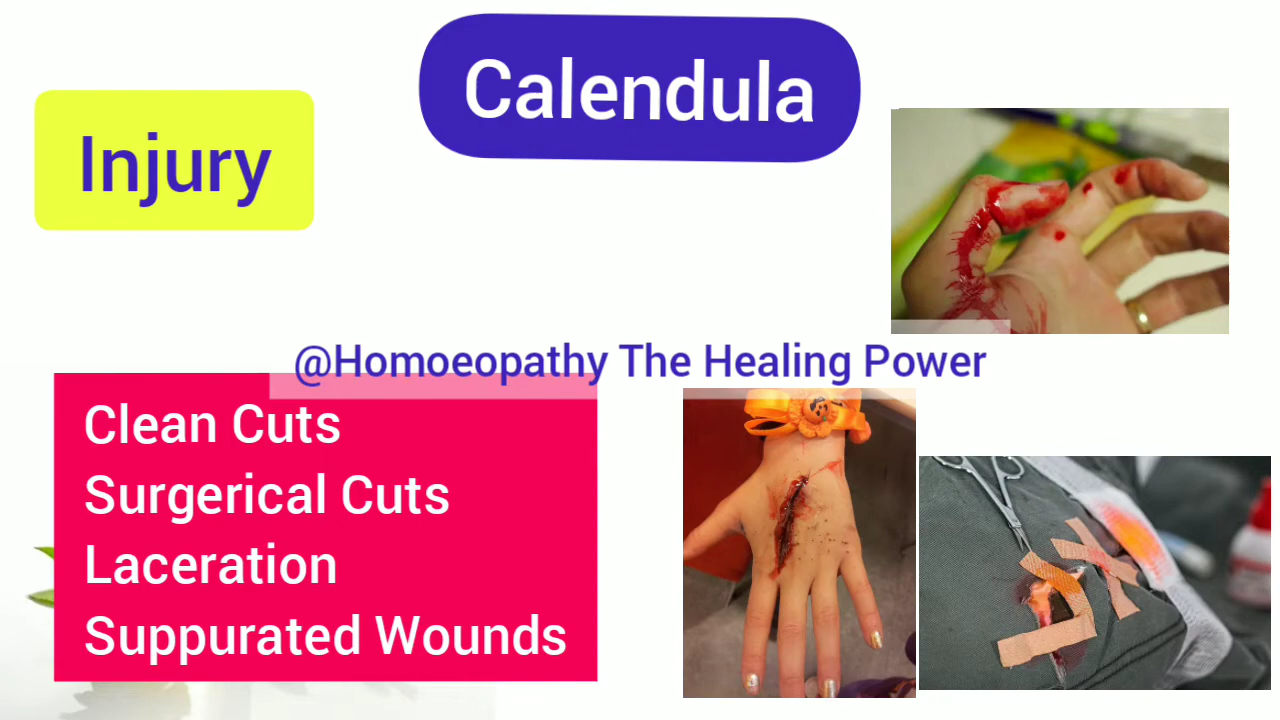 Calendula
Injury
@Homoeopathy The Healing Power
Clean Cuts
Surgerical Cuts
Laceration
Suppurated Wounds